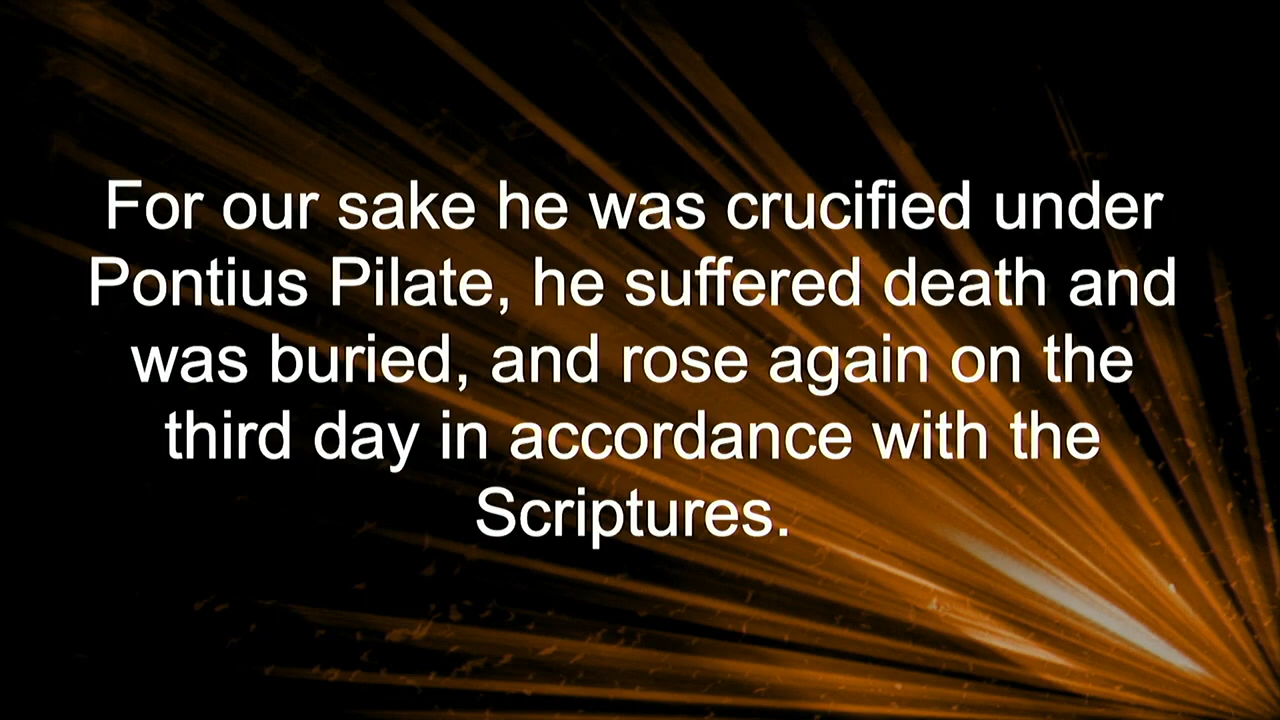 For our sake he was crucified under
Pontius Pilate, he suffered death and
was buried, and rose again on the
third day in accordance with the
Scriptures.